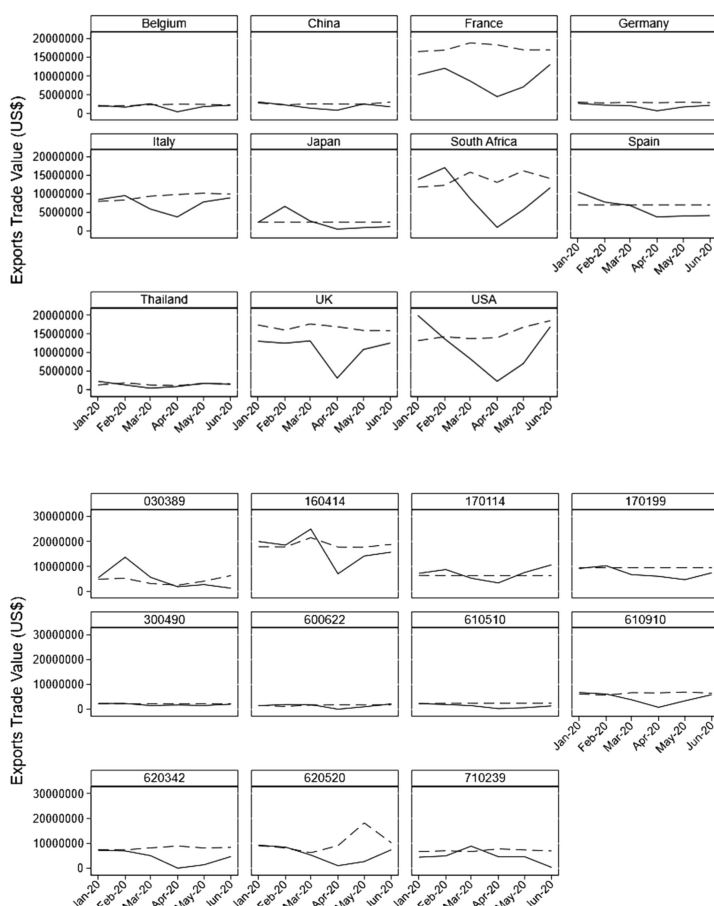 Exports Trade Value (US$)
Belgium China France Germany
20000000
15000000
10000000
5000000
0
Italy Japan South Africa Spain
20000000
15000000
10000000
5000000
0
Jan-20 Feb-20 Mar-20 Apr-20 May-20 Jun-20
Thailand UK USA
20000000
15000000
10000000
5000000
0
Jan-20 Feb-20 Mar-20 Apr-20 May-20 Jun-20 Jan-20 Feb-20 Mar-20 Apr-20 May-20 Jun-20 Jan-20 Feb-20 Mar-20 Apr-20 May-20 Jun-20
Exports Trade Value (US$)
030389 160414 170114 170199
30000000
20000000
10000000
0
300490 600622 610510 610910
30000000
20000000
10000000
0
Jan-20 Feb-20 Mar-20 Apr-20 May-20 Jun-20
620342 620520 710239
30000000
20000000
10000000
0
Jan-20 Feb-20 Mar-20 Apr-20 May-20 Jun-20 Jan-20 Feb-20 Mar-20 Apr-20 May-20 Jun-20 Jan-20 Feb-20 Mar-20 Apr-20 May-20 Jun-20